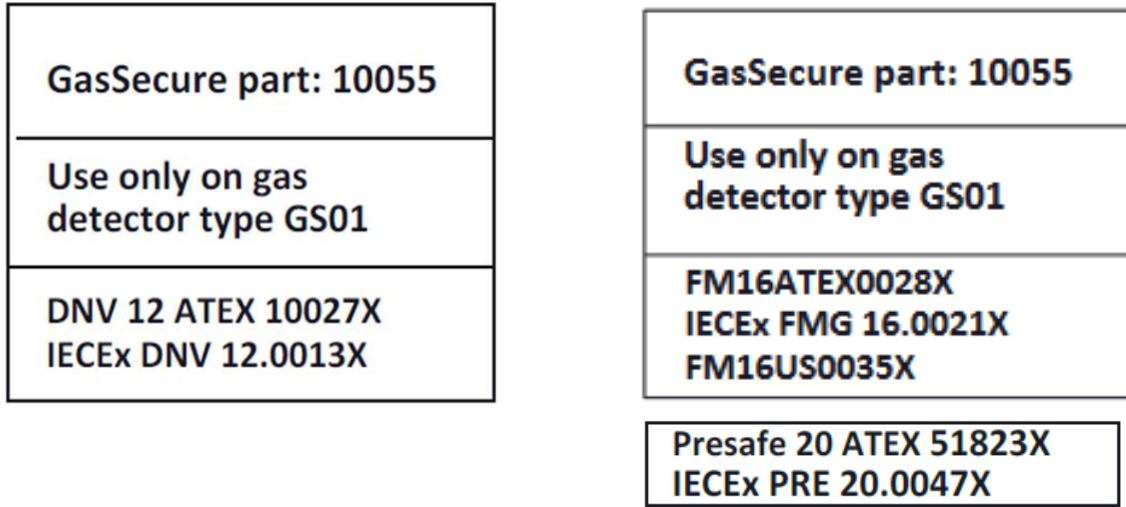 GasSecure part: 10055
Use only on gas
detector type GS01
DNV 12 ATEX 10027X
IECEx DNV 12.0013X
GasSecure part: 10055
Use only on gas
detector type GS01
FM16ATEX0028X
IECEx FMG 16.0021X
FM16US0035X
Presafe 20 ATEX 51823X
IECEx PRE 20.0047X